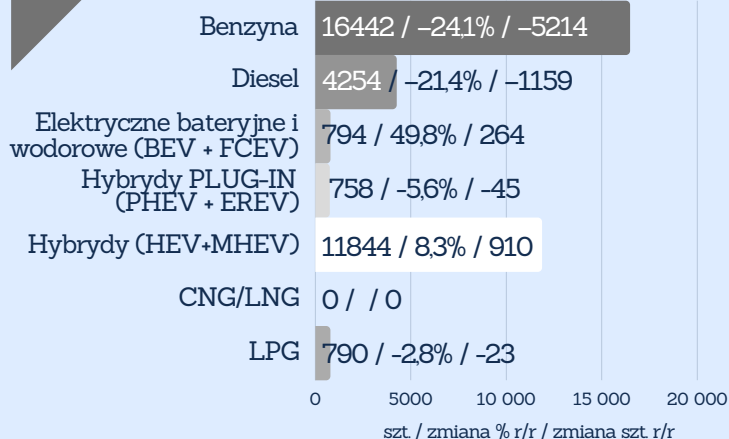 Benzyna 16442 / –24,1% / –5214
Diesel 4254 / –21,4% / –1159
Elektryczne bateryjne i
wodorowe (BEV + FCEV) 794 / 49,8% / 264
Hybrydy PLUG-IN
(PHEV + EREV) 758 / -5,6% / -45
Hybrydy (HEV+MHEV) 11844 / 8,3% / 910
CNG/LNG 0 / / 0
LPG 790 / -2,8% / -23
0 5000 10 000 15 000 20 000
szt. / zmiana % r/r / zmiana szt. r/r